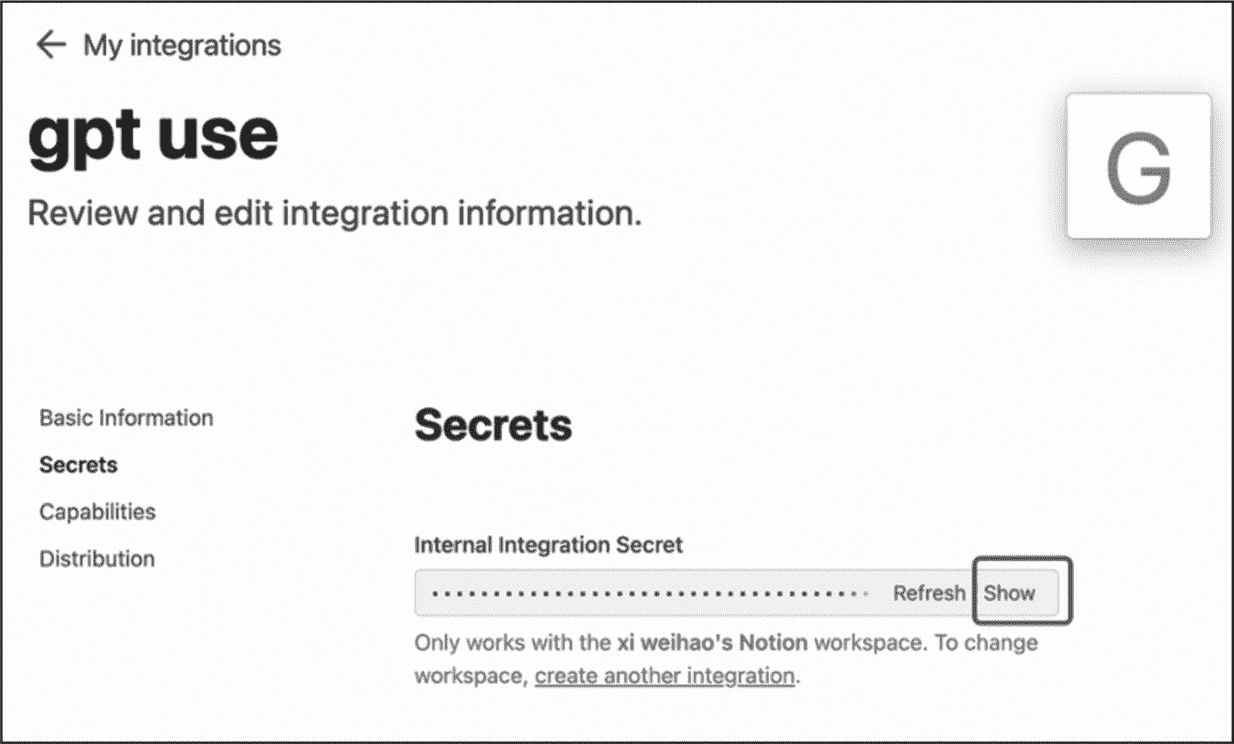 ← My integrations
gpt use
G
Review and edit integration information.
Basic Information
Secrets
Capabilities
Distribution
Secrets
Internal Integration Secret
Refresh Show
Only works with the xi weihao's Notion workspace. To change
workspace, create another integration.